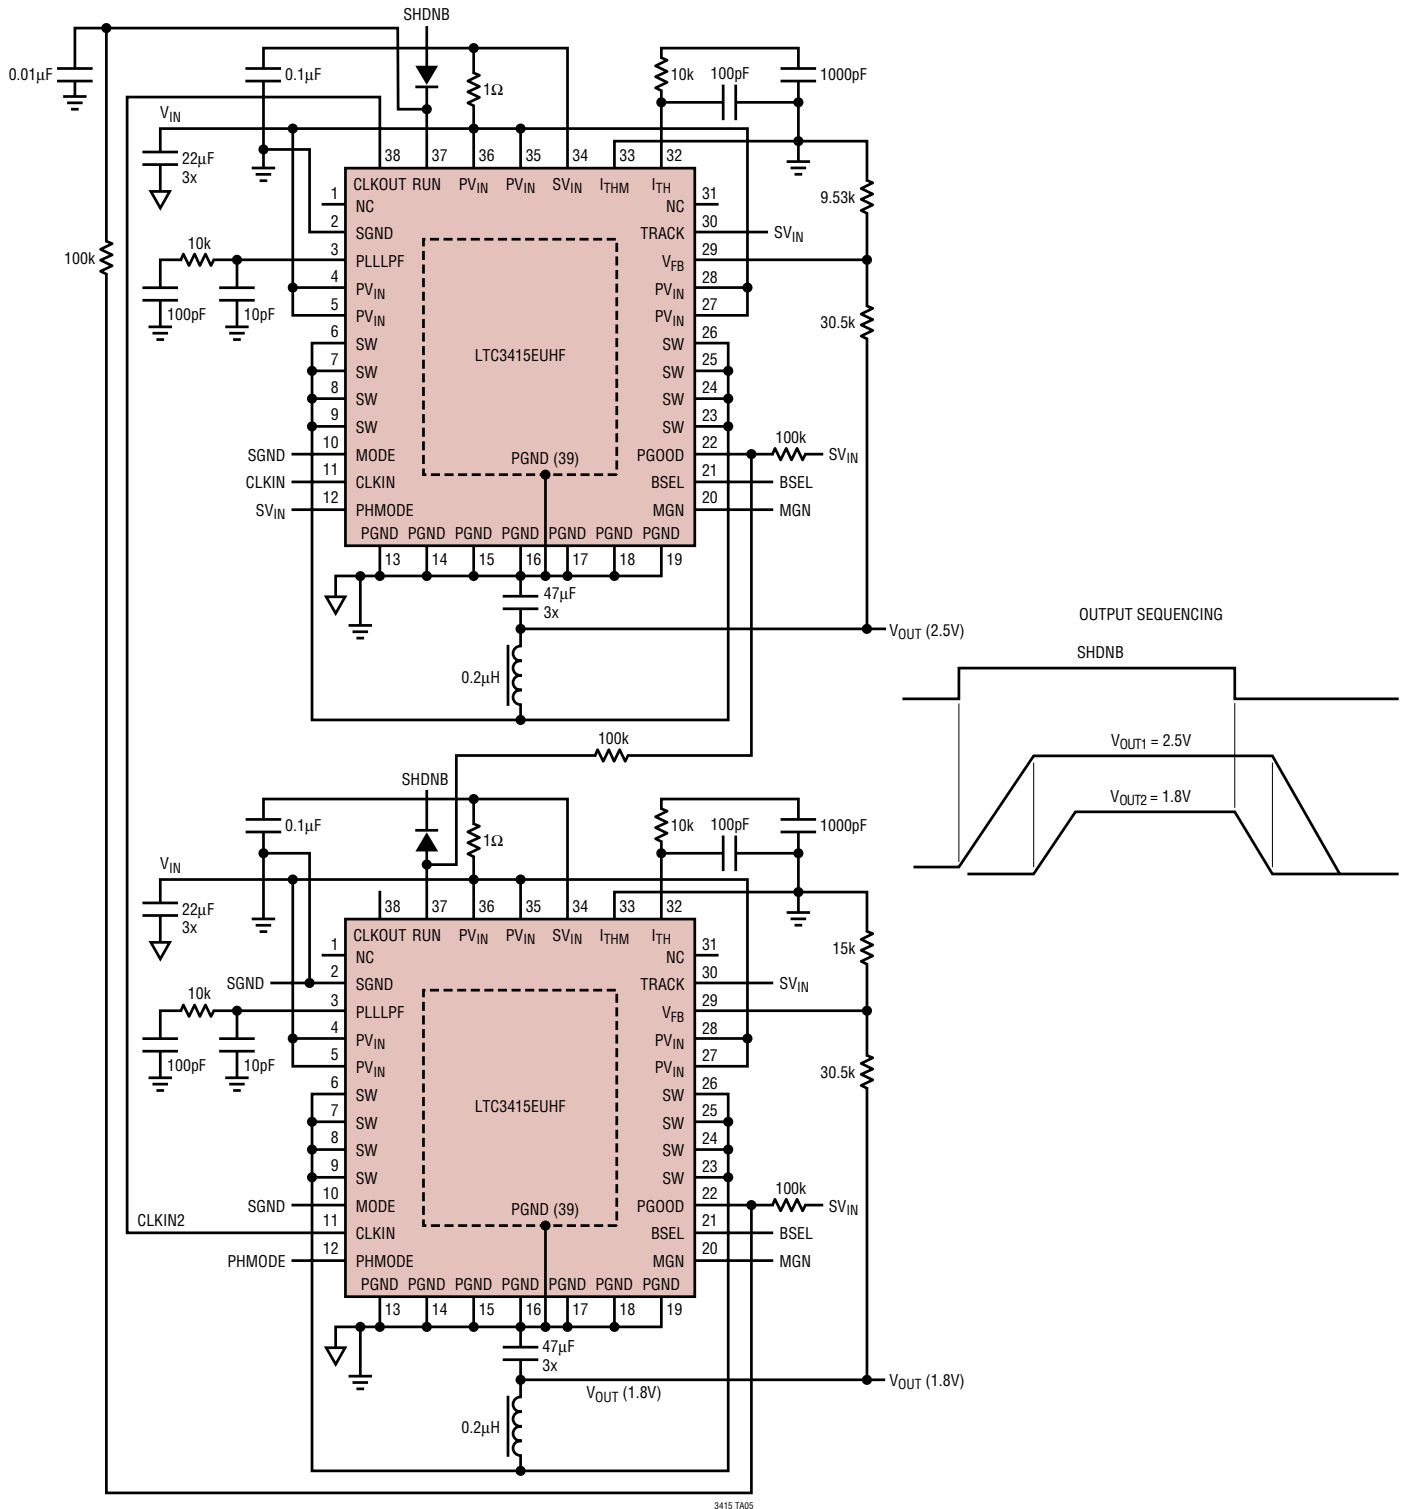 SHDNB
0.01µF
0.1µF
1Ω
10k
100pF
1000pF
VIN
22µF
3x
38 37 36 35 34 33 32
CLKOUT RUN PVIN PVIN SVIN ITHM ITH
1 NC
2 SGND
3 PLLLPF
4 PVIN
5 PVIN
6 SW
7 SW
8 SW
9 SW
10 MODE
11 CLKIN
12 PHMODE
NC 31
TRACK 30
VFB 29
PVIN 28
PVIN 27
SW 26
SW 25
SW 24
SW 23
PGOOD 22
BSEL 21
MGN 20
SVIN
9.53k
30.5k
100k
10k
100pF
10pF
LTC3415EUHF
PGND (39)
SGND
CLKIN
SVIN
100k
SVIN
BSEL
MGN
PGND PGND PGND PGND PGND PGND PGND
13 14 15 16 17 18 19
47µF
3x
VOUT (2.5V)
0.2µH
100k
OUTPUT SEQUENCING
SHDNB
VOUT1 = 2.5V
VOUT2 = 1.8V
SHDNB
0.1µF
1Ω
10k
100pF
1000pF
VIN
22µF
3x
38 37 36 35 34 33 32
CLKOUT RUN PVIN PVIN SVIN ITHM ITH
1 NC
2 SGND
3 PLLLPF
4 PVIN
5 PVIN
6 SW
7 SW
8 SW
9 SW
10 MODE
11 CLKIN
12 PHMODE
NC 31
TRACK 30
VFB 29
PVIN 28
PVIN 27
SW 26
SW 25
SW 24
SW 23
PGOOD 22
BSEL 21
MGN 20
15k
SGND
SVIN
10k
100pF
10pF
30.5k
LTC3415EUHF
PGND (39)
SGND
CLKIN2
PHMODE
100k
SVIN
BSEL
MGN
PGND PGND PGND PGND PGND PGND PGND
13 14 15 16 17 18 19
47µF
3x
VOUT (1.8V)
VOUT (1.8V)
0.2µH
3415 TA05